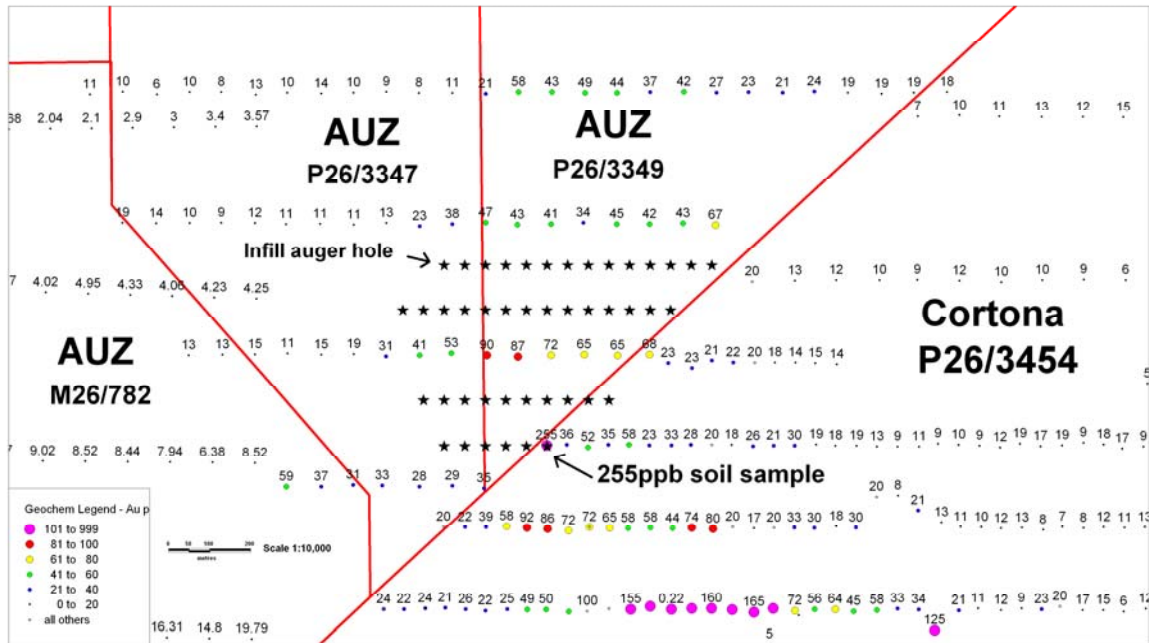 11 10 6 10 8 13 10 14 10 9 8 11 21 58 43 49 44 37 42 27 23 21 24 19 19 19 18
2.04 2.1 2.9 3 3.4 3.57
7 10 11 13 12 15
AUZ
P26/3347
AUZ
P26/3349
19 14 10 9 12 11 11 11 13 23 38 47 43 41 34 45 42 43 67
Infill auger hole
20 13 12 10 9 12 10 10 9 6
7 4.02 4.95 4.33 4.06 4.23 4.25
Cortona
P26/3454
AUZ
M26/782
13 13 15 11 15 19 31 41 53 90 87 72 65 65 68 23 23 21 22 20 18 14 15 14
5
255 36 52 35 58 23 33 28 20 18 26 21 30 19 18 19 13 9 11 9 10 9 12 19 17 19 9 18 17 9
7 9.02 8.52 8.44 7.94 6.38 8.52
255ppb soil sample
59 37 31 33 28 29 35
20 8 21
20 22 39 58 92 86 72 72 65 58 58 44 74 80 20 17 20 33 18 30
13 11 10 12 13 8 7 8 12 11 13
Geochem Legend - Au p
101 to 999
81 to 100
61 to 80
41 to 60
21 to 40
0 to 20
all others
0 50 100 200
metres
Scale 1:10,000
24 22 24 21 26 22 25 49 50 100 155 0.22 160 165 72 56 64 45 58 33 34 21 11 12 9 23 20 17 15 6 12
125
5
16.31 14.8 19.79